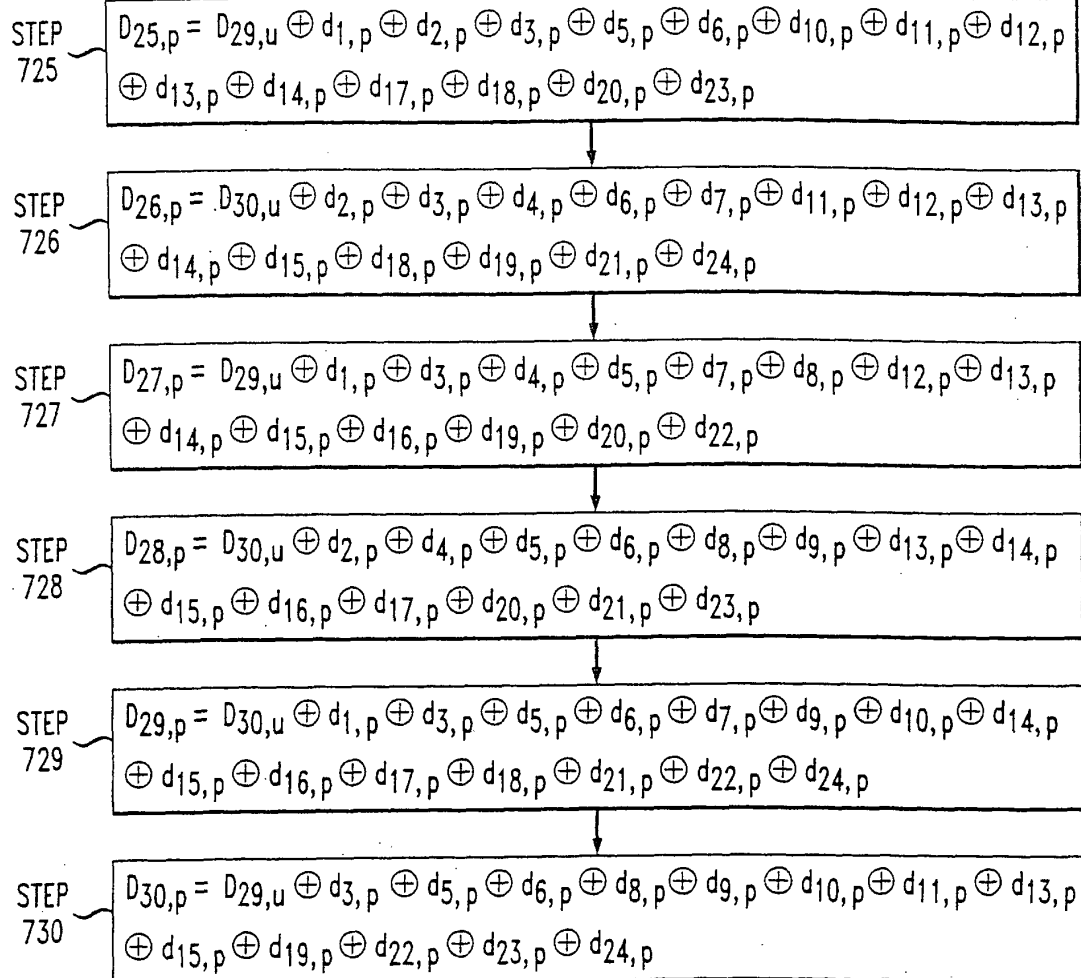 STEP 725
D25,p = D29,u ⊕ d1,p ⊕ d2,p ⊕ d3,p ⊕ d5,p ⊕ d6,p ⊕ d10,p ⊕ d11,p ⊕ d12,p
⊕ d13,p ⊕ d14,p ⊕ d17,p ⊕ d18,p ⊕ d20,p ⊕ d23,p
STEP 726
D26,p = D30,u ⊕ d2,p ⊕ d3,p ⊕ d4,p ⊕ d6,p ⊕ d7,p ⊕ d11,p ⊕ d12,p ⊕ d13,p
⊕ d14,p ⊕ d15,p ⊕ d18,p ⊕ d19,p ⊕ d21,p ⊕ d24,p
STEP 727
D27,p = D29,u ⊕ d1,p ⊕ d3,p ⊕ d4,p ⊕ d5,p ⊕ d7,p ⊕ d8,p ⊕ d12,p ⊕ d13,p
⊕ d14,p ⊕ d15,p ⊕ d16,p ⊕ d19,p ⊕ d20,p ⊕ d22,p
STEP 728
D28,p = D30,u ⊕ d2,p ⊕ d4,p ⊕ d5,p ⊕ d6,p ⊕ d8,p ⊕ d9,p ⊕ d13,p ⊕ d14,p
⊕ d15,p ⊕ d16,p ⊕ d17,p ⊕ d20,p ⊕ d21,p ⊕ d23,p
STEP 729
D29,p = D30,u ⊕ d1,p ⊕ d3,p ⊕ d5,p ⊕ d6,p ⊕ d7,p ⊕ d9,p ⊕ d10,p ⊕ d14,p
⊕ d15,p ⊕ d16,p ⊕ d17,p ⊕ d18,p ⊕ d21,p ⊕ d22,p ⊕ d24,p
STEP 730
D30,p = D29,u ⊕ d3,p ⊕ d5,p ⊕ d6,p ⊕ d8,p ⊕ d9,p ⊕ d10,p ⊕ d11,p ⊕ d13,p
⊕ d15,p ⊕ d19,p ⊕ d22,p ⊕ d23,p ⊕ d24,p